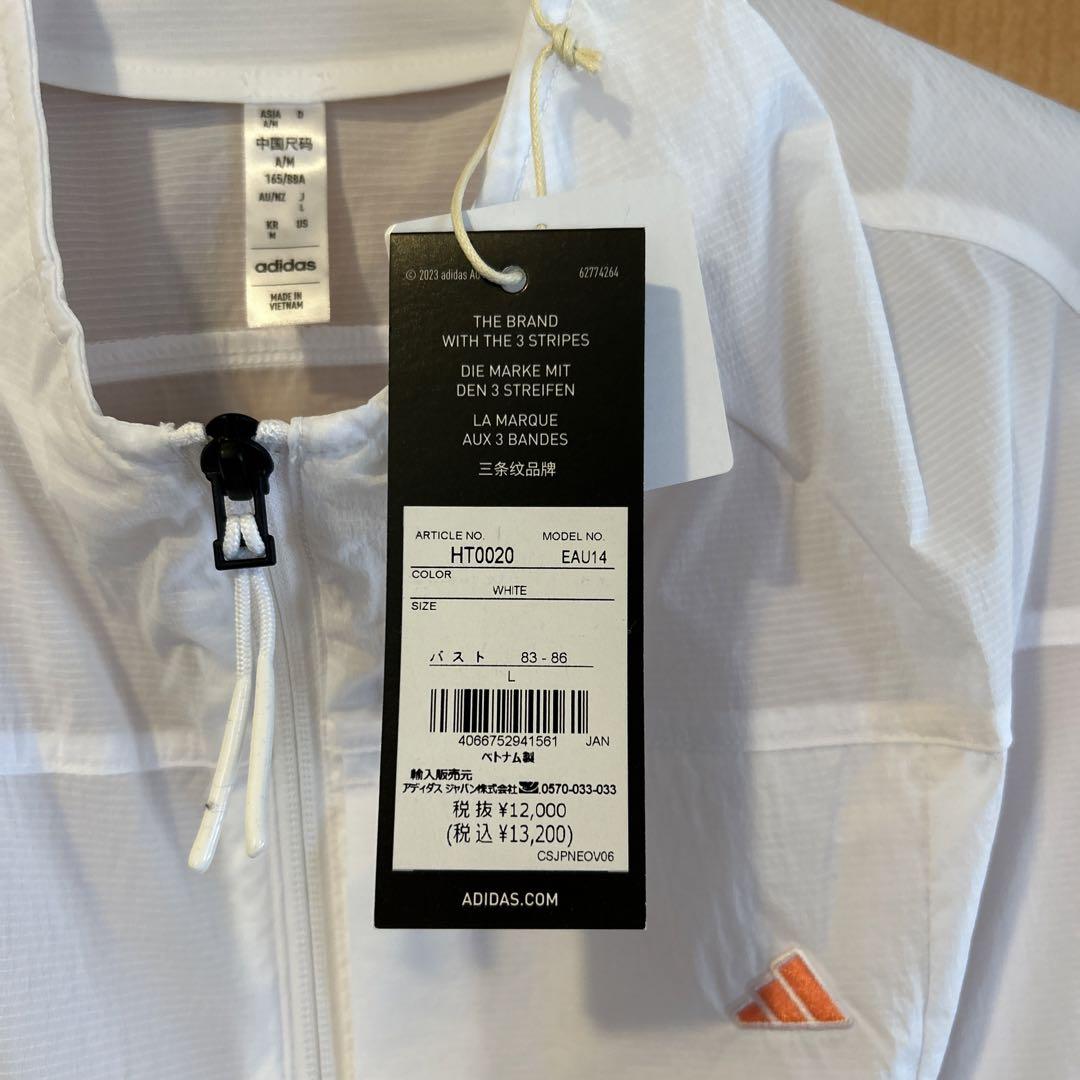 ASIA D
A/M
中国尺码
A/M
165/88A
AU/NZ J
L
KR US
M
adidas
MADE IN
VIETNAM
© 2023 adidas AG 62774264
THE BRAND
WITH THE 3 STRIPES
DIE MARKE MIT
DEN 3 STREIFEN
LA MARQUE
AUX 3 BANDES
三条纹品牌
ARTICLE NO. MODEL NO.
HT0020 EAU14
COLOR
WHITE
SIZE
バスト 83 - 86
L
4066752941561 JAN
ベトナム製
輸入販売元
アディダス ジャパン株式会社 0570-033-033
税抜 ¥12,000
(税込 ¥13,200)
CSJPNEOV06
ADIDAS.COM